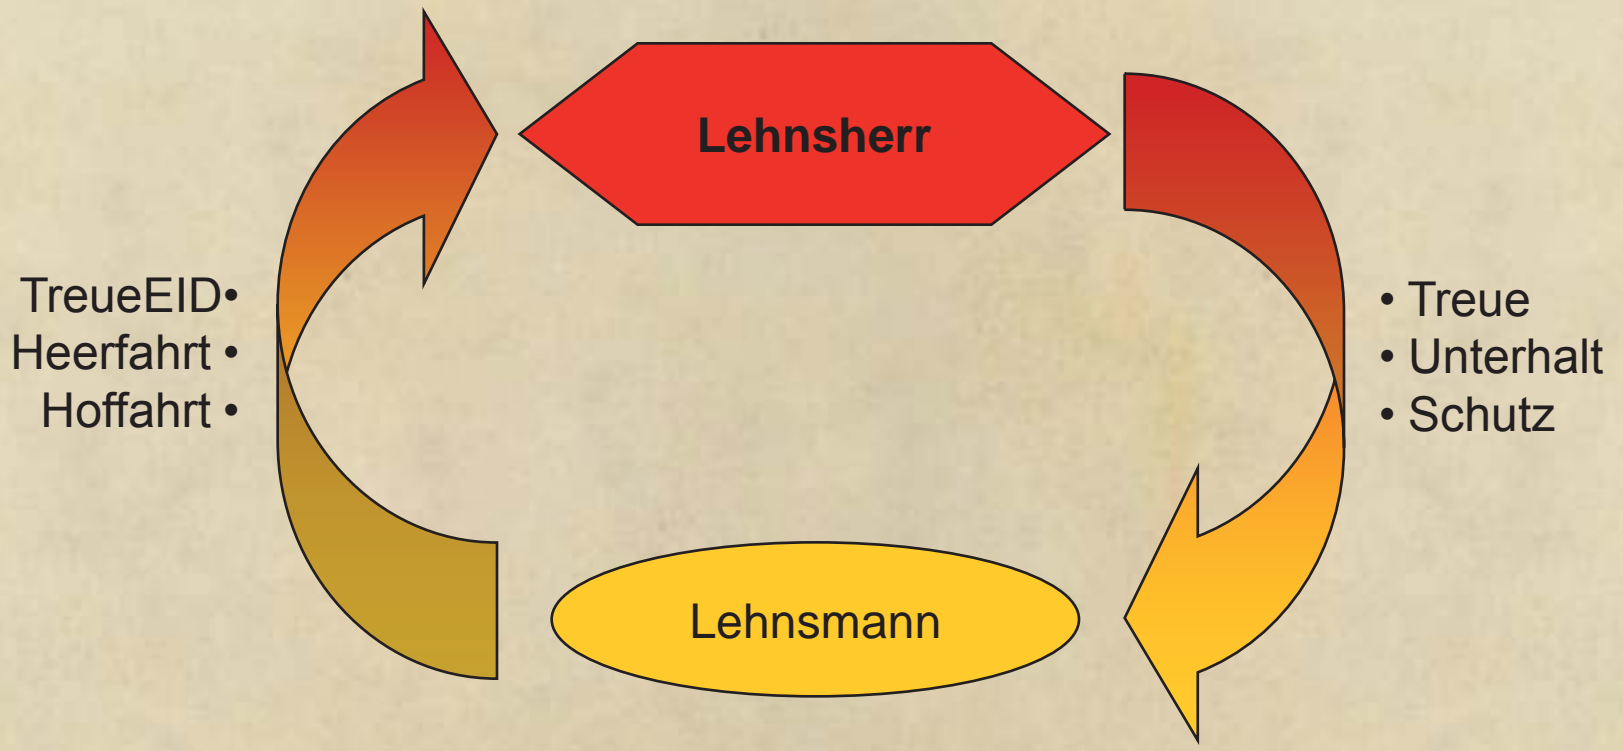 Lehnsherr
TreueEID•
Heerfahrt •
Hoffahrt •
• Treue
• Unterhalt
• Schutz
Lehnsmann